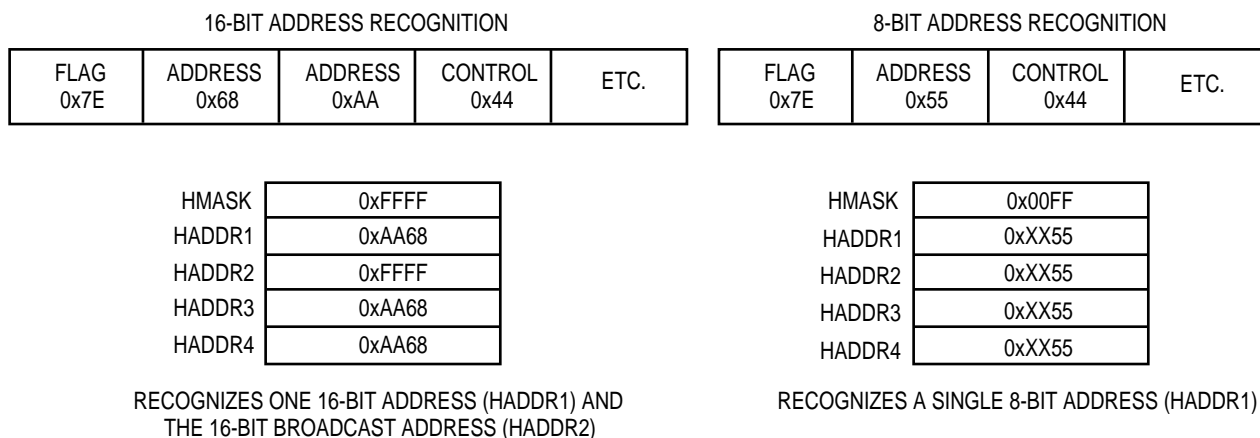 16-BIT ADDRESS RECOGNITION
FLAG 0x7E
ADDRESS 0x68
ADDRESS 0xAA
CONTROL 0x44
ETC.
HMASK 0xFFFF
HADDR1 0xAA68
HADDR2 0xFFFF
HADDR3 0xAA68
HADDR4 0xAA68
RECOGNIZES ONE 16-BIT ADDRESS (HADDR1) AND
THE 16-BIT BROADCAST ADDRESS (HADDR2)
8-BIT ADDRESS RECOGNITION
FLAG 0x7E
ADDRESS 0x55
CONTROL 0x44
ETC.
HMASK 0x00FF
HADDR1 0xXX55
HADDR2 0xXX55
HADDR3 0xXX55
HADDR4 0xXX55
RECOGNIZES A SINGLE 8-BIT ADDRESS (HADDR1)